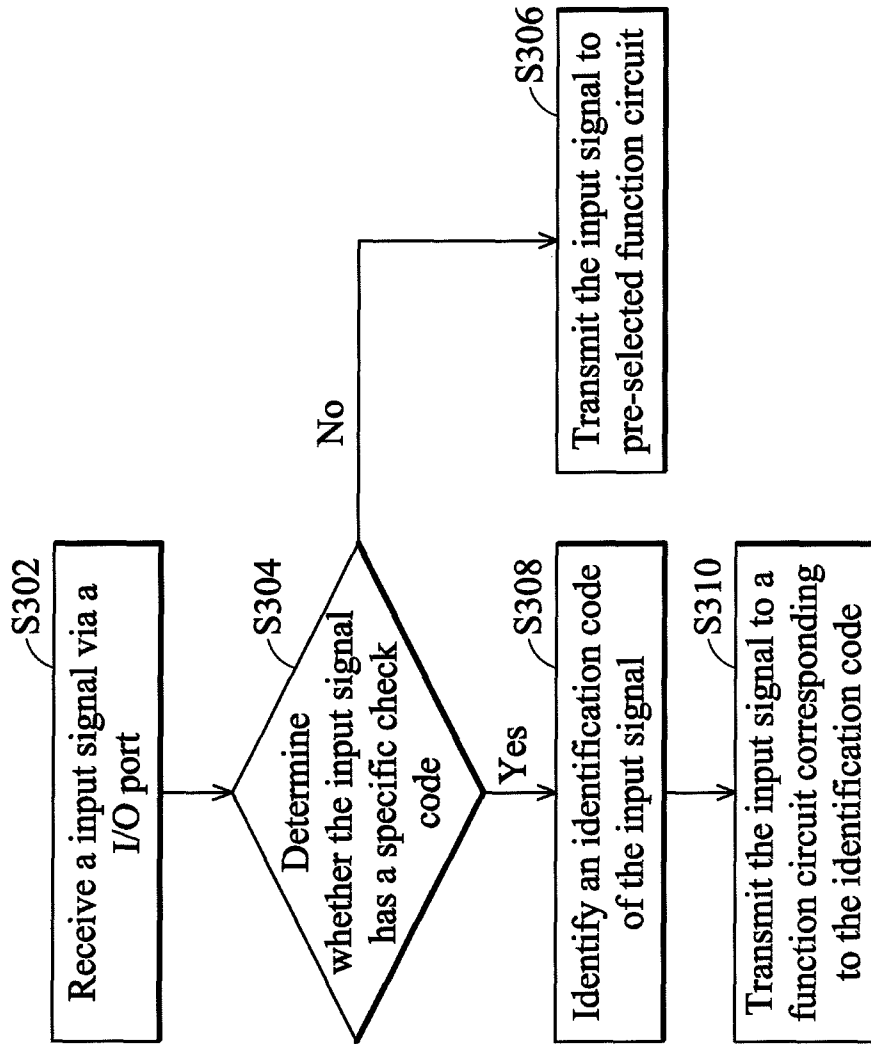 S302
Receive a input signal via a
I/O port
S304
Determine
whether the input signal
has a specific check
code
No
Yes
S306
Transmit the input signal to
pre-selected function circuit
S308
Identify an identification code
of the input signal
S310
Transmit the input signal to a
function circuit corresponding
to the identification code